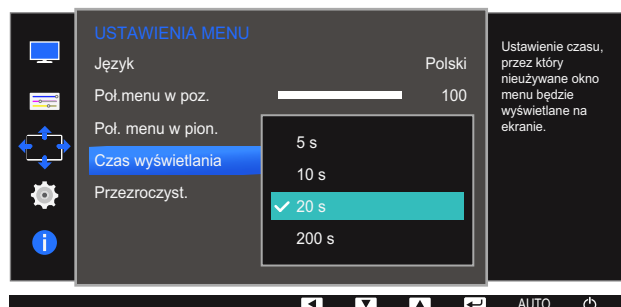 USTAWIENIA MENU
Język Polski
Poł.menu w poz. 100
Poł. menu w pion.
Czas wyświetlania
Przezroczyst.
5 s
10 s
20 s
200 s
Ustawienie czasu,
przez który
nieużywane okno
menu będzie
wyświetlane na
ekranie.
AUTO